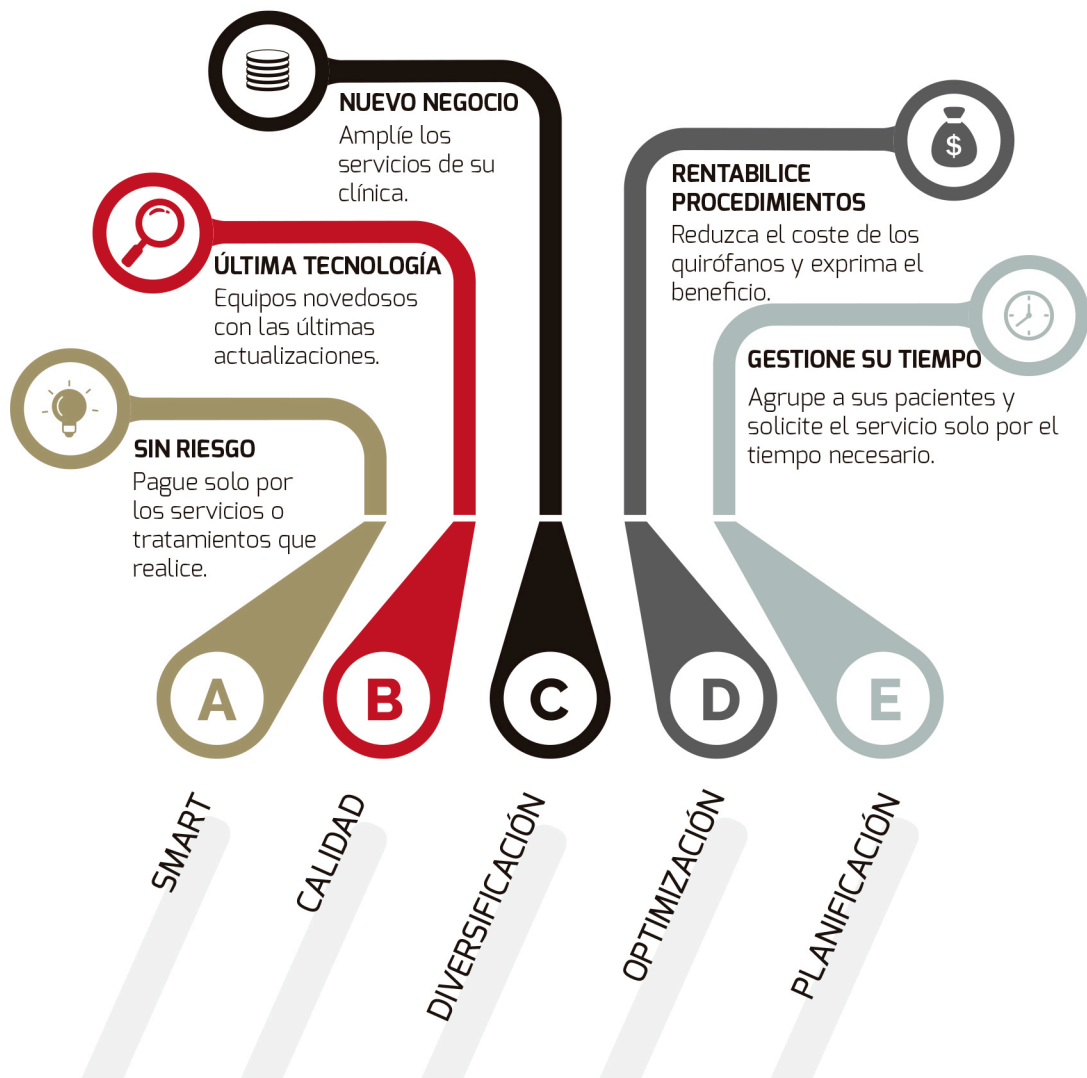 NUEVO NEGOCIO
Amplíe los
servicios de su
clínica.
$
RENTABILICE
PROCEDIMIENTOS
Reduzca el coste de los
quirófanos y exprima el
beneficio.
ÚLTIMA TECNOLOGÍA
Equipos novedosos
con las últimas
actualizaciones.
GESTIONE SU TIEMPO
Agrupe a sus pacientes y
solicite el servicio solo por el
tiempo necesario.
SIN RIESGO
Pague solo por
los servicios o
tratamientos que
realice.
A
B
C
D
E
SMART
CALIDAD
DIVERSIFICACIÓN
OPTIMIZACIÓN
PLANIFICACIÓN